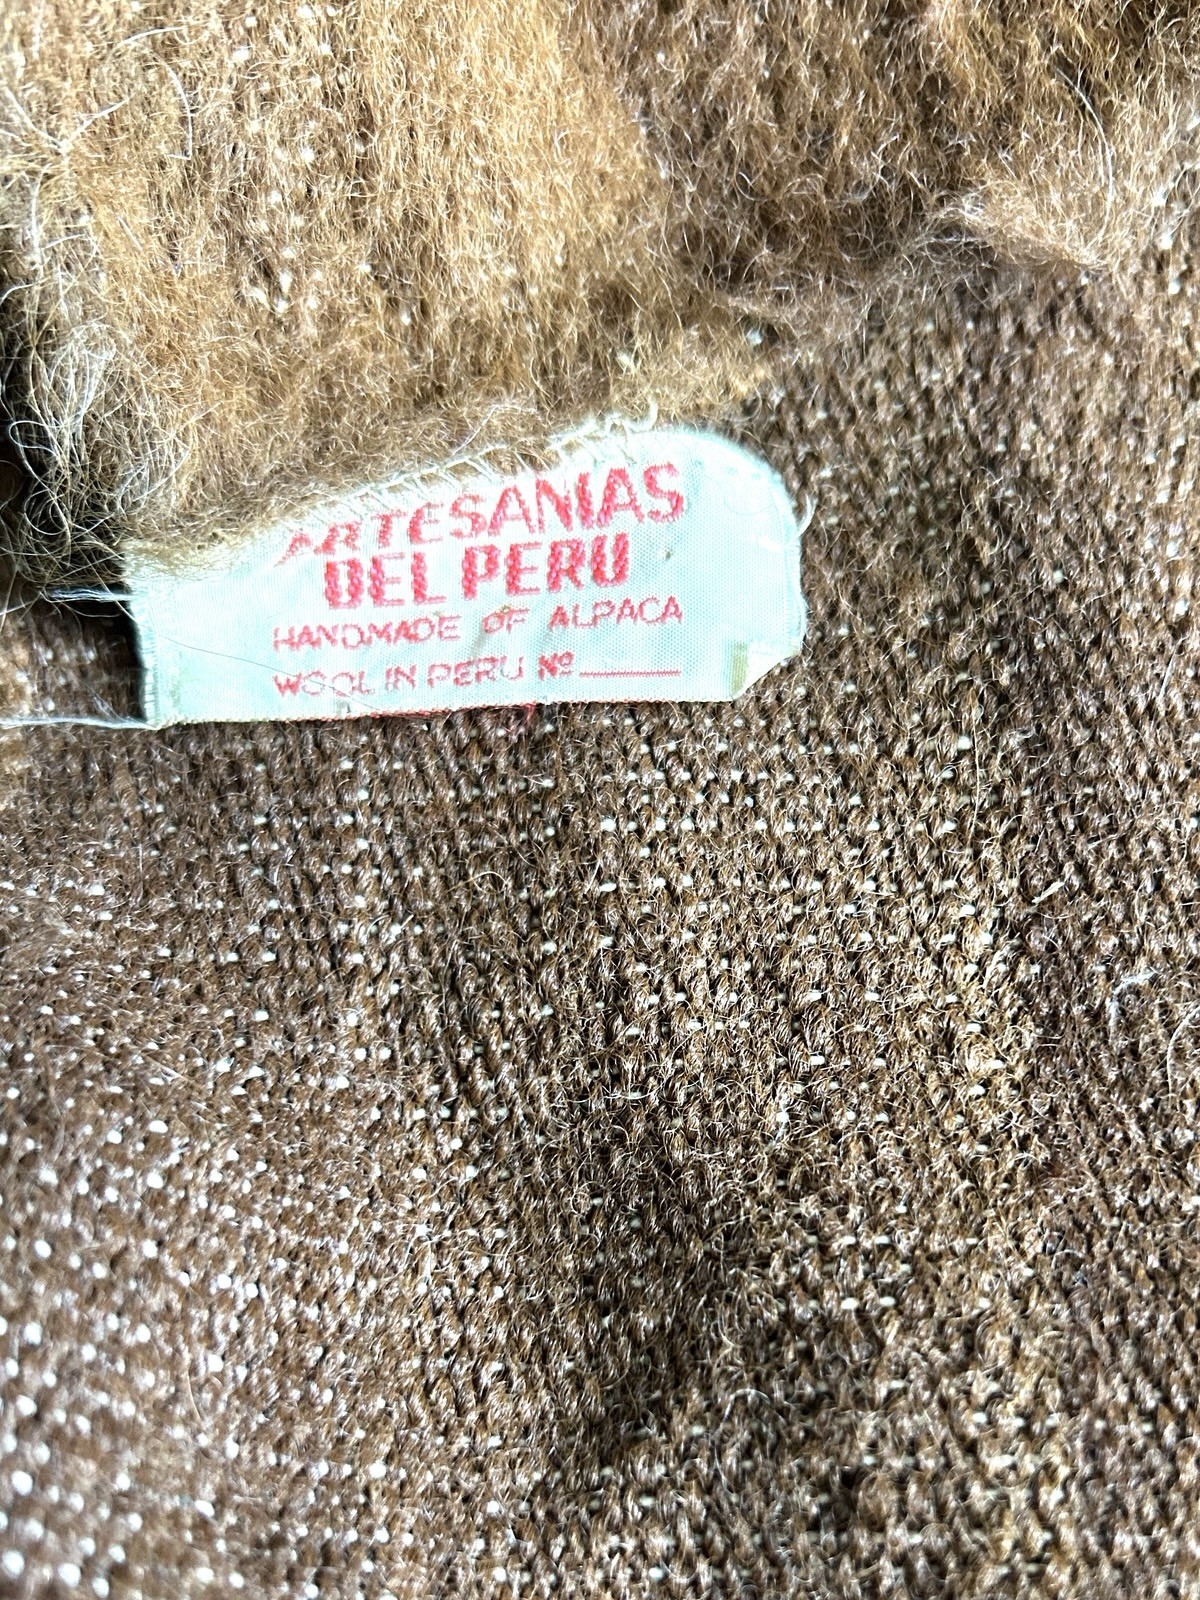 ARTESANIAS
DEL PERU
HANDMADE OF ALPACA
WOOL IN PERU Nº